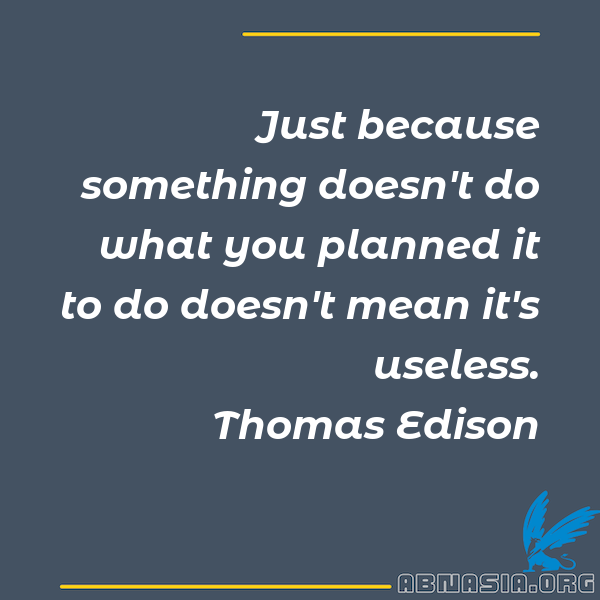 Just because
something doesn't do
what you planned it
to do doesn't mean it's
useless.
Thomas Edison
ABNASIA.ORG